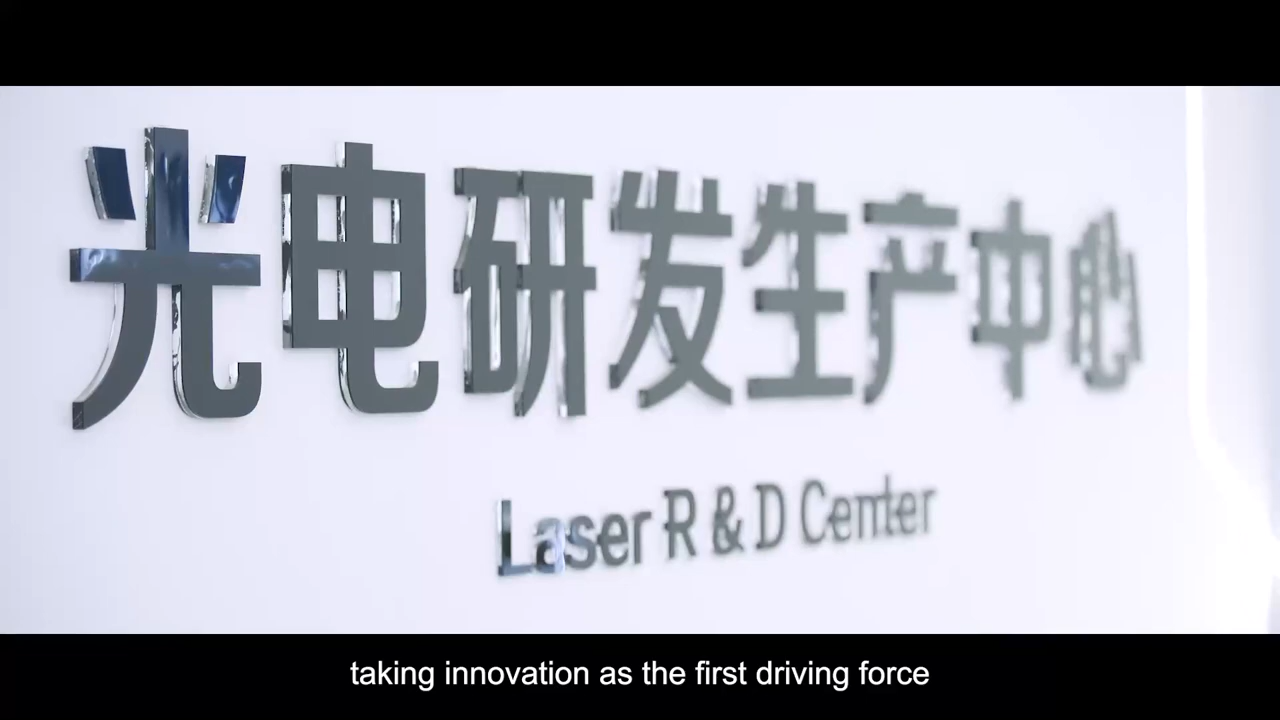 光电研发生产中心
Laser R & D Center
taking innovation as the first driving force